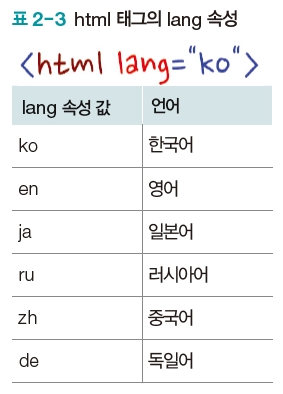 표 2-3 html 태그의 lang 속성
<html lang="ko">
lang 속성 값 언어
ko 한국어
en 영어
ja 일본어
ru 러시아어
zh 중국어
de 독일어